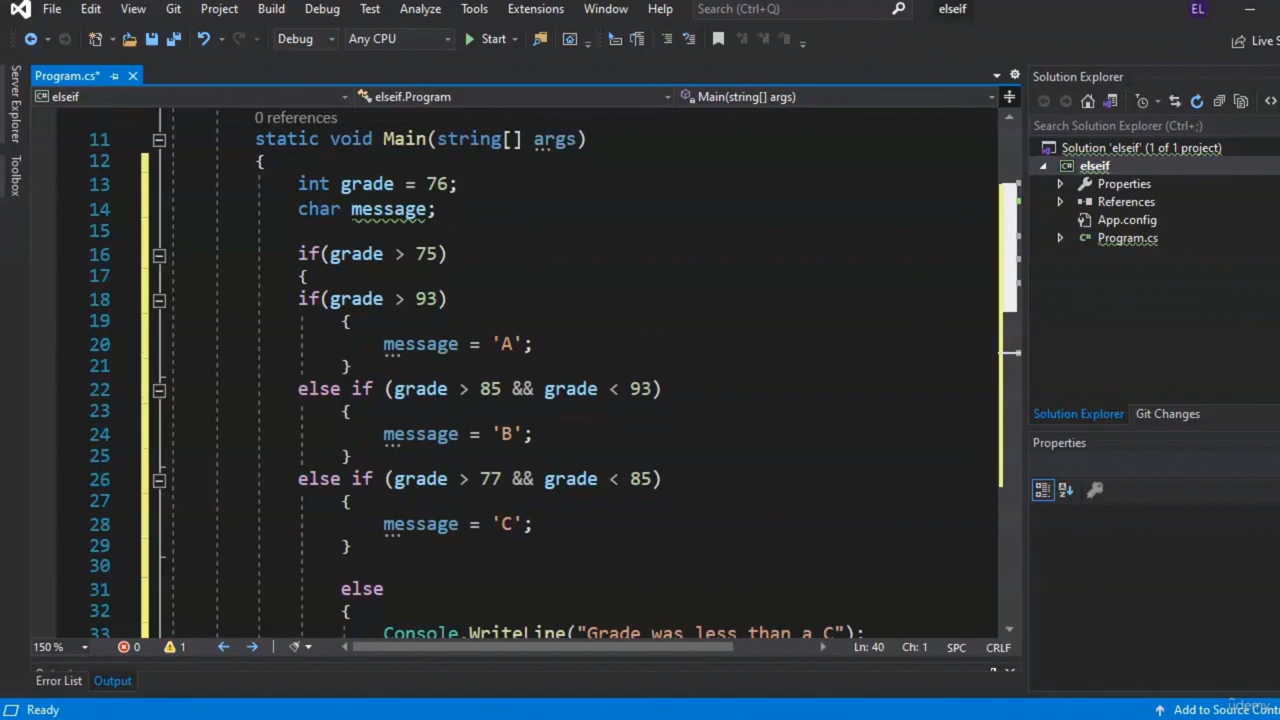 File Edit View Git Project Build Debug Test Analyze Tools Extensions Window Help Search (Ctrl+Q) elseif EL
Debug Any CPU Start Live S
Server Explorer
Toolbox
Program.cs*
elseif elseif.Program Main(string[] args)
0 references
11 static void Main(string[] args)
12 {
13 int grade = 76;
14 char message;
15
16 if(grade > 75)
17 {
18 if(grade > 93)
19 {
20 message = 'A';
21 }
22 else if (grade > 85 && grade < 93)
23 {
24 message = 'B';
25 }
26 else if (grade > 77 && grade < 85)
27 {
28 message = 'C';
29 }
30
31 else
32 {
33 Console.WriteLine("Grade was less than a C");
150 % 0 1 Ln: 40 Ch: 1 SPC CRLF
Error List Output
Ready Add to Source Contr
Solution Explorer
Search Solution Explorer (Ctrl+;)
Solution 'elseif' (1 of 1 project)
elseif
Properties
References
App.config
Program.cs
Solution Explorer Git Changes
Properties
udemy